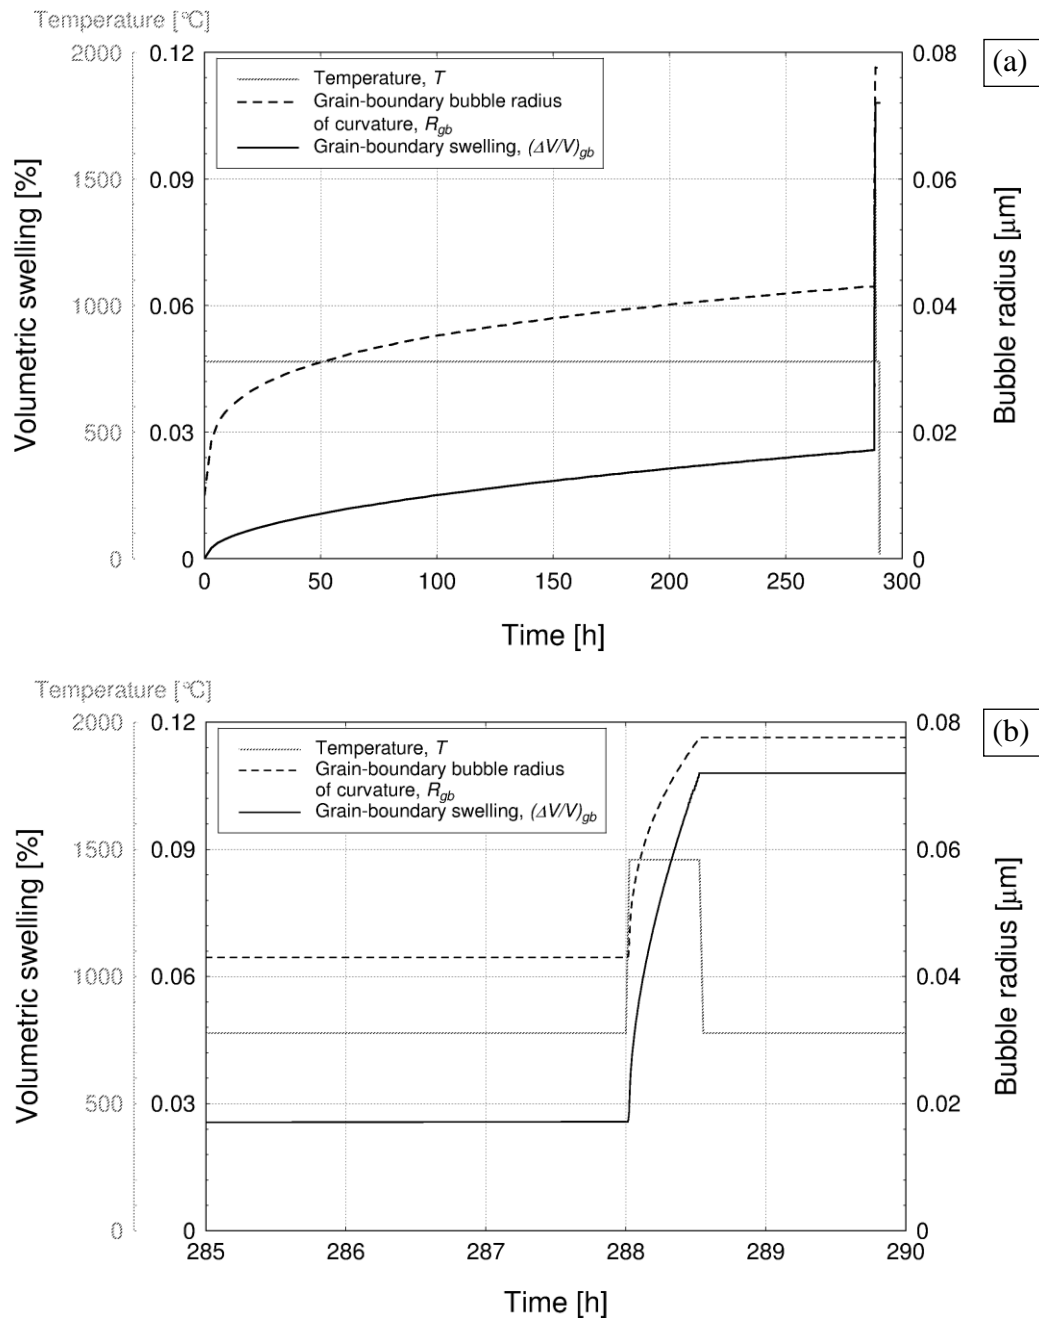 Temperature [°C]
(a)
2000
0.12
0.08
Temperature, T
Grain-boundary bubble radius
of curvature, Rgb
Grain-boundary swelling, (ΔV/V)gb
1500
0.09
0.06
1000
0.06
0.04
500
0.03
0.02
0
0
0
Volumetric swelling [%]
Bubble radius [μm]
0 50 100 150 200 250 300
Time [h]
Temperature [°C]
(b)
2000
0.12
0.08
Temperature, T
Grain-boundary bubble radius
of curvature, Rgb
Grain-boundary swelling, (ΔV/V)gb
1500
0.09
0.06
1000
0.06
0.04
500
0.03
0.02
0
0
0
Volumetric swelling [%]
Bubble radius [μm]
285 286 287 288 289 290
Time [h]